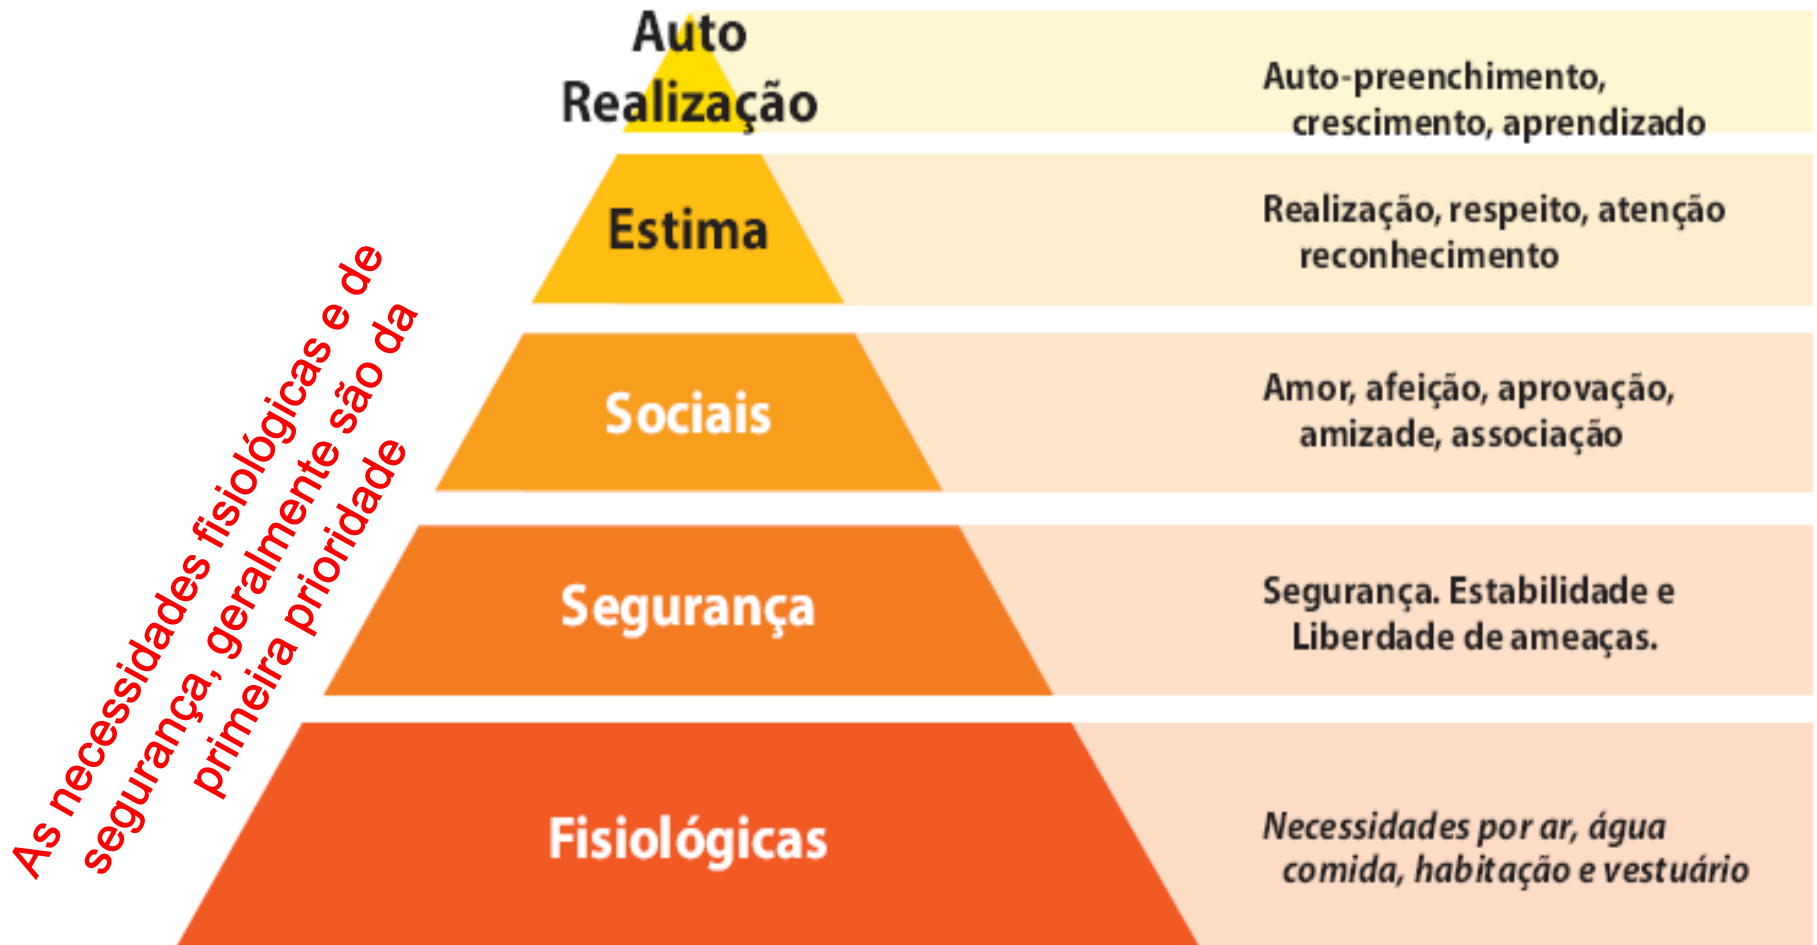 Auto
Realização
Auto-preenchimento,
crescimento, aprendizado
Estima
Realização, respeito, atenção
reconhecimento
Sociais
Amor, afeição, aprovação,
amizade, associação
Segurança
Segurança. Estabilidade e
Liberdade de ameaças.
Fisiológicas
Necessidades por ar, água
comida, habitação e vestuário
As necessidades fisiológicas e de
segurança, geralmente são da
primeira prioridade